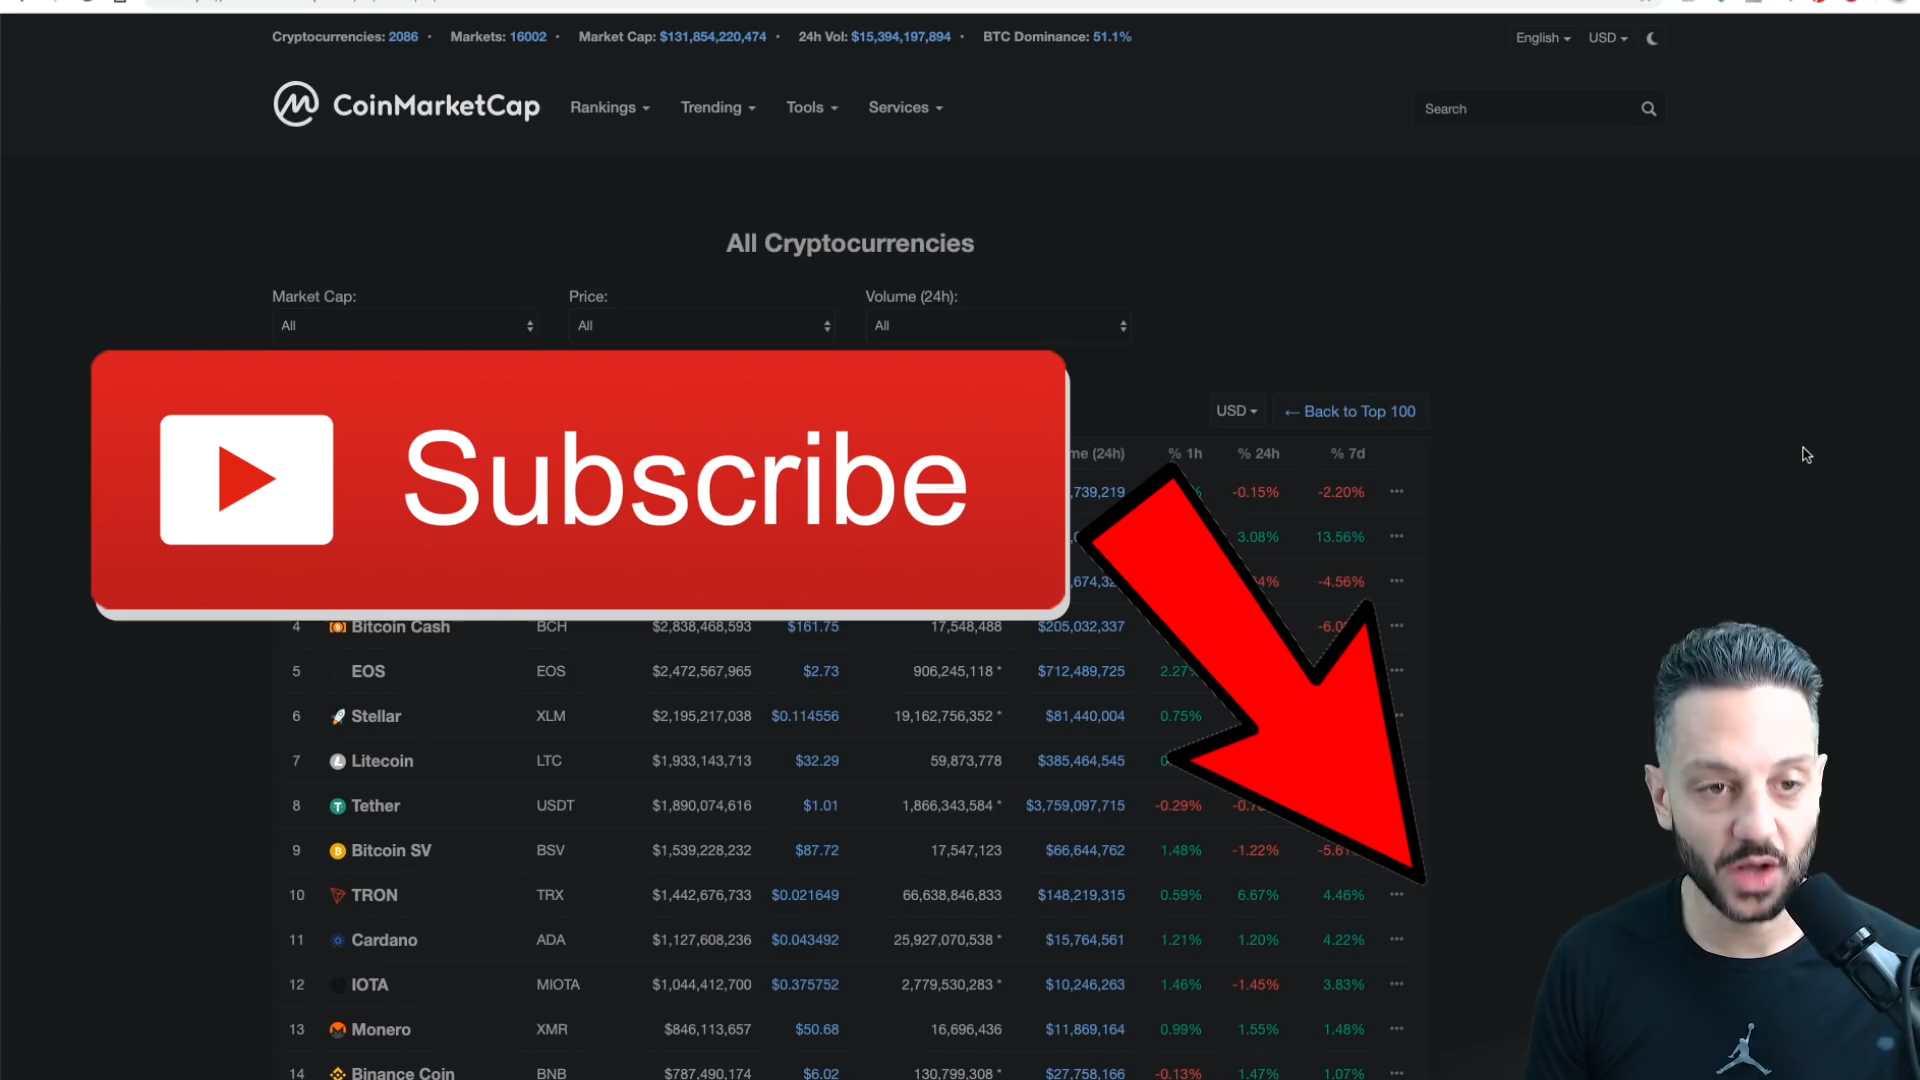 Cryptocurrencies: 2086 • Markets: 16002 • Market Cap: $131,854,220,474 • 24h Vol: $15,394,197,894 • BTC Dominance: 51.1% English USD
CoinMarketCap Rankings Trending Tools Services Search
All Cryptocurrencies
Market Cap: Price: Volume (24h):
All All All
USD ← Back to Top 100
Subscribe
(24h) % 1h % 24h % 7d
,739,219 -0.15% -2.20%
3.08% 13.56%
-4.56%
4 Bitcoin Cash BCH $2,838,468,593 $161.75 17,548,488 $205,032,337
5 EOS EOS $2,472,567,965 $2.73 906,245,118 * $712,489,725 2.27%
6 Stellar XLM $2,195,217,038 $0.114556 19,162,756,352 * $81,440,004 0.75%
7 Litecoin LTC $1,933,143,713 $32.29 59,873,778 $385,464,545
8 Tether USDT $1,890,074,616 $1.01 1,866,343,584 * $3,759,097,715 -0.29%
9 Bitcoin SV BSV $1,539,228,232 $87.72 17,547,123 $66,644,762 1.48% -1.22%
10 TRON TRX $1,442,676,733 $0.021649 66,638,846,833 $148,219,315 0.59% 6.67% 4.46%
11 Cardano ADA $1,127,608,236 $0.043492 25,927,070,538 * $15,764,561 1.21% 1.20% 4.22%
12 IOTA MIOTA $1,044,412,700 $0.375752 2,779,530,283 * $10,246,263 1.46% -1.45% 3.83%
13 Monero XMR $846,113,657 $50.68 16,696,436 $11,869,164 0.99% 1.55% 1.48%
14 Binance Coin BNB $787,490,174 $6.02 130,799,308 * $27,758,166 -0.13% 1.47% 1.07%